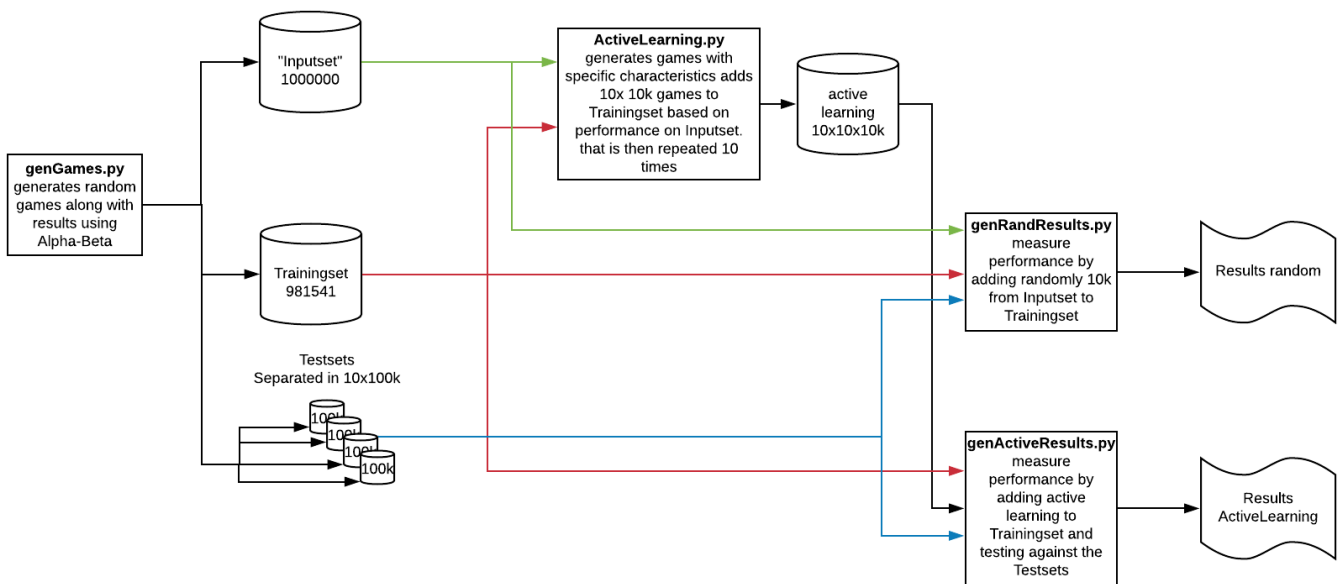 genGames.py
generates random
games along with
results using
Alpha-Beta
"Inputset"
1000000
Trainingset
981541
Testsets
Separated in 10x100k
100k
100k
100k
100k
ActiveLearning.py
generates games with
specific characteristics adds
10x 10k games to
Trainingset based on
performance on Inputset.
that is then repeated 10
times
active
learning
10x10x10k
genRandResults.py
measure
performance by
adding randomly 10k
from Inputset to
Trainingset
Results random
genActiveResults.py
measure
performance by
adding active
learning to
Trainingset and
testing against the
Testsets
Results
ActiveLearning